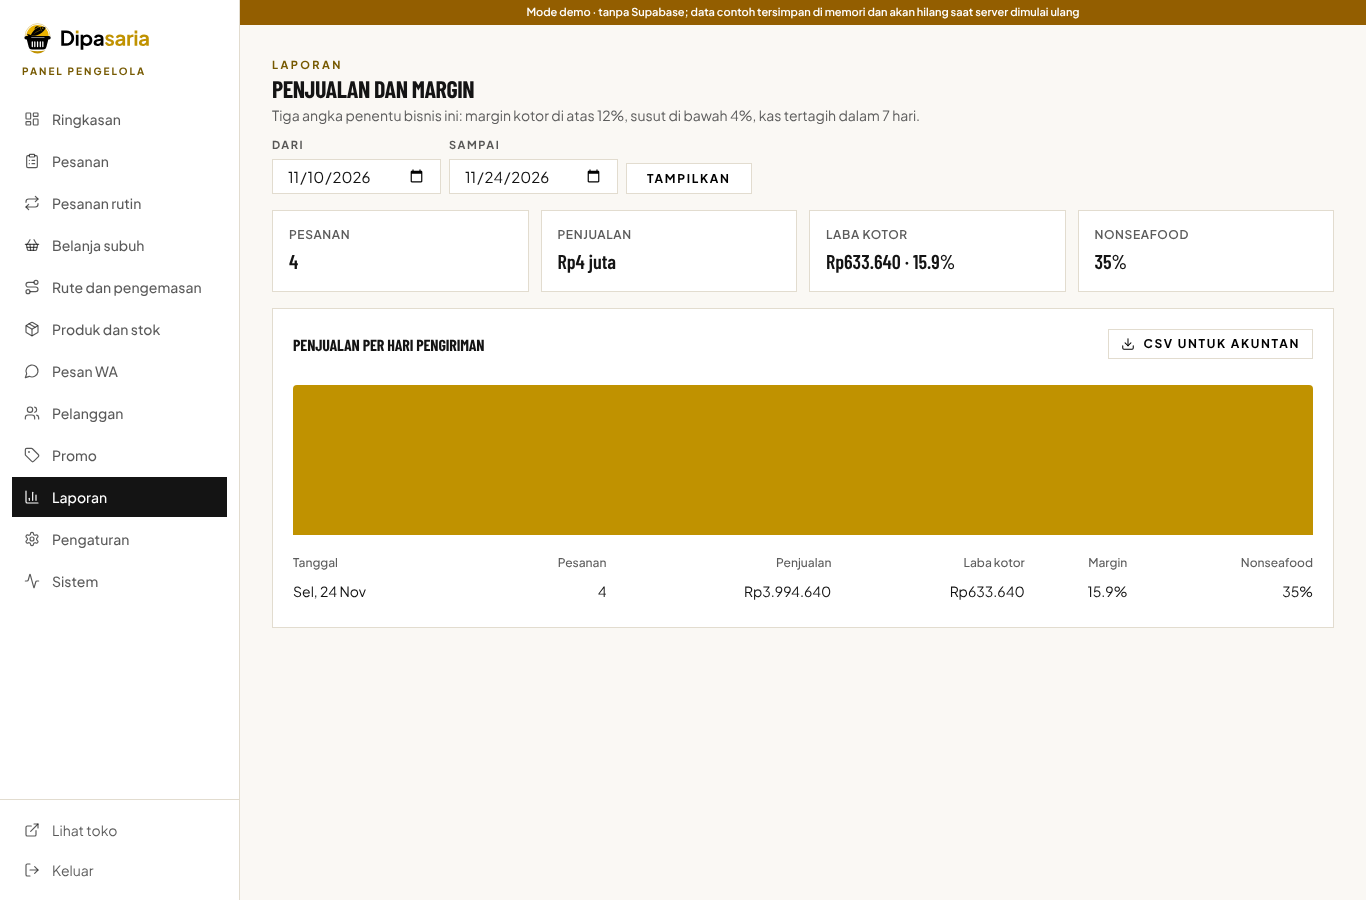 Mode demo · tanpa Supabase; data contoh tersimpan di memori dan akan hilang saat server dimulai ulang
Dipasaria
PANEL PENGELOLA
Ringkasan
Pesanan
Pesanan rutin
Belanja subuh
Rute dan pengemasan
Produk dan stok
Pesan WA
Pelanggan
Promo
Laporan
Pengaturan
Sistem
Lihat toko
Keluar
LAPORAN
PENJUALAN DAN MARGIN
Tiga angka penentu bisnis ini: margin kotor di atas 12%, susut di bawah 4%, kas tertagih dalam 7 hari.
DARI SAMPAI
11/10/2026 11/24/2026 TAMPILKAN
PESANAN PENJUALAN LABA KOTOR NONSEAFOOD
4 Rp4 juta Rp633.640 · 15.9% 35%
PENJUALAN PER HARI PENGIRIMAN CSV UNTUK AKUNTAN
Tanggal Pesanan Penjualan Laba kotor Margin Nonseafood
Sel, 24 Nov 4 Rp3.994.640 Rp633.640 15.9% 35%